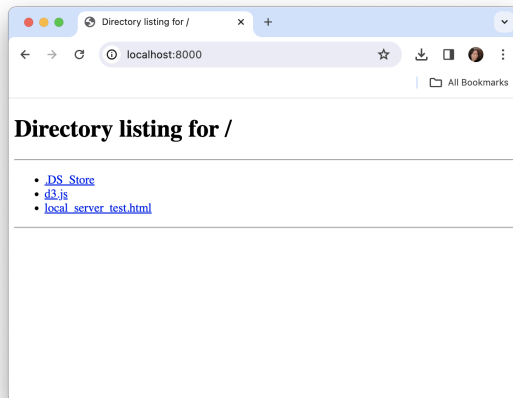 Directory listing for /
localhost:8000
All Bookmarks
Directory listing for /
.DS_Store
d3.js
local_server_test.html